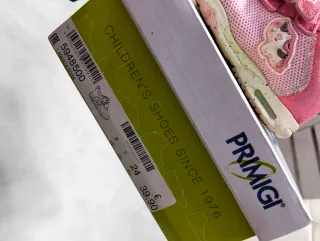 CHILDREN'S SHOES SINCE 1976
5948500
24
€
39,90
PRIMIGI